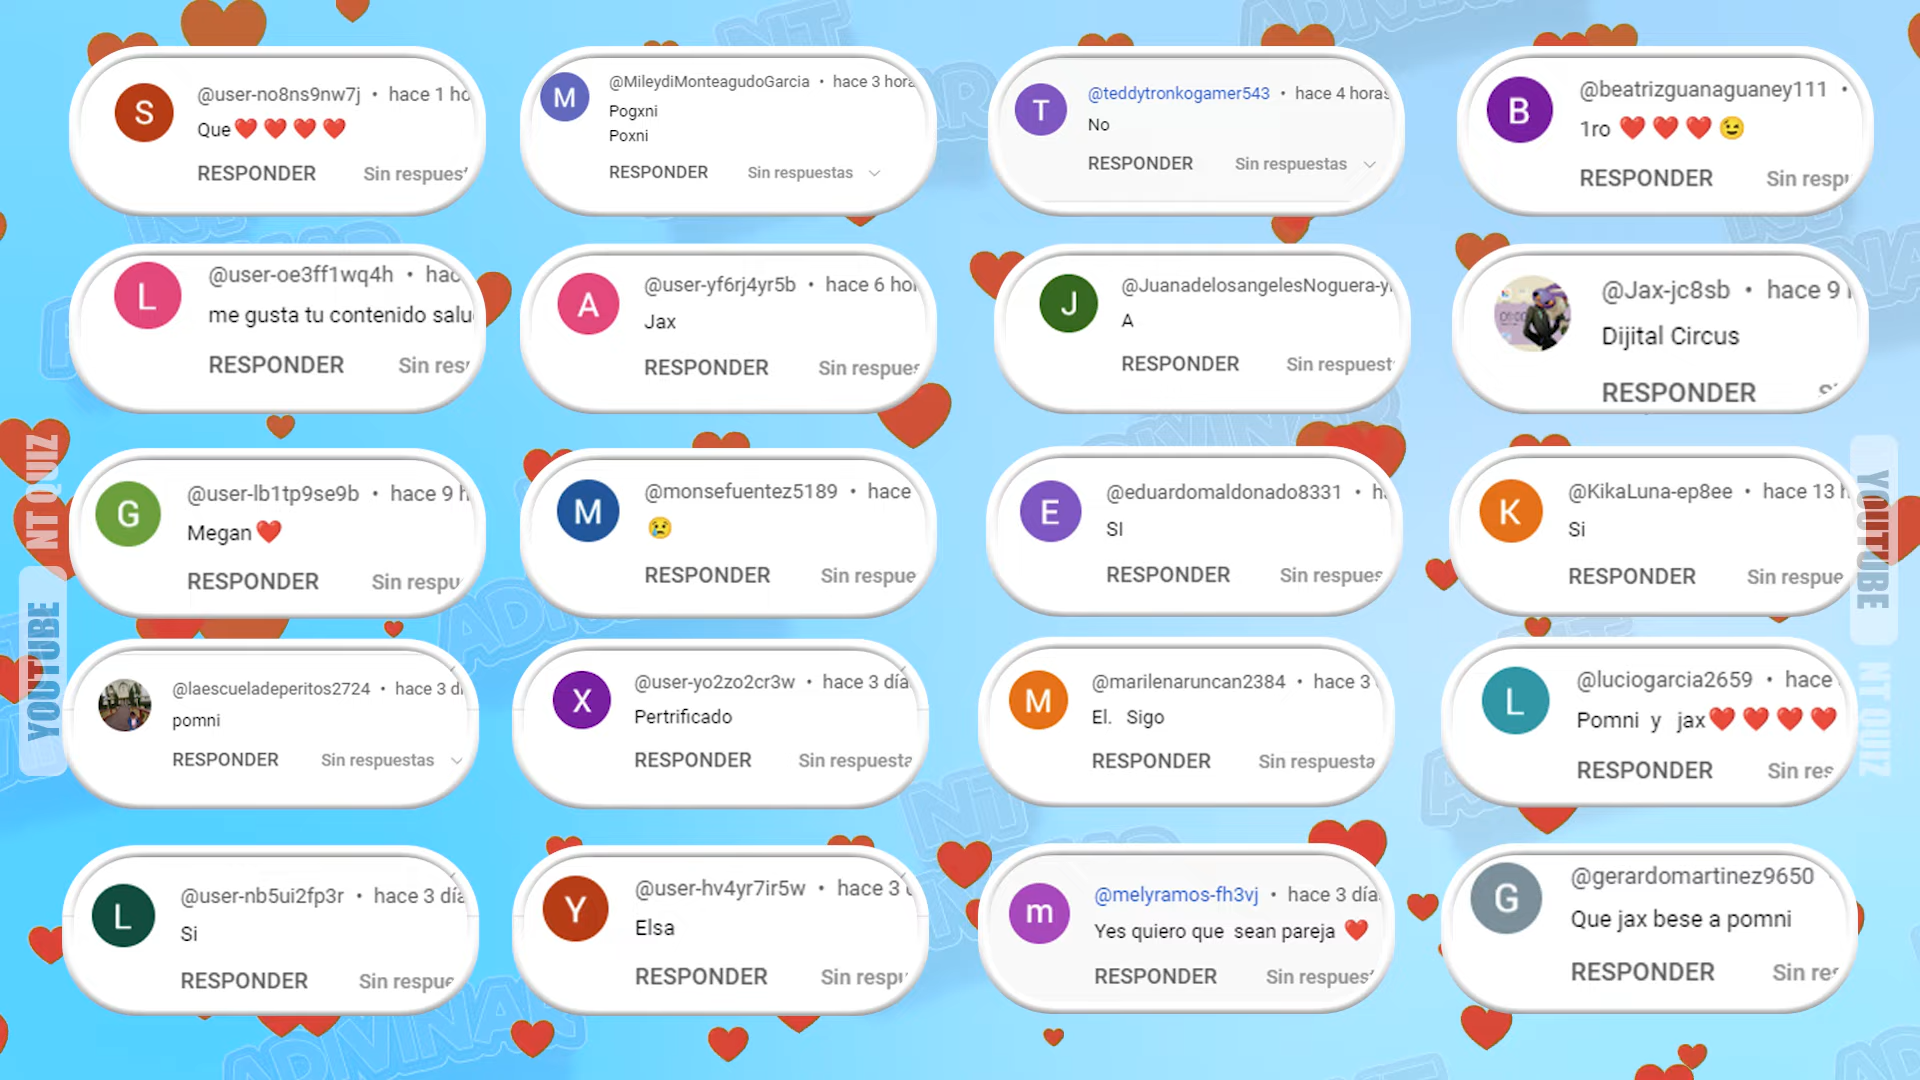 S
@user-no8ns9nw7j • hace 1 ho
Que❤️❤️❤️❤️
RESPONDER Sin respues
M
@MileydiMonteagudoGarcia • hace 3 hora
Pogxni
Poxni
RESPONDER Sin respuestas
T
@teddytronkogamer543 • hace 4 horas
No
RESPONDER Sin respuestas
B
@beatrizguanaguaney111 •
1ro ❤️❤️❤️😉
RESPONDER Sin respu
L
@user-oe3ff1wq4h • hac
me gusta tu contenido salu
RESPONDER Sin res
A
@user-yf6rj4yr5b • hace 6 hor
Jax
RESPONDER Sin respues
J
@JuanadelosangelesNoguera-y
A
RESPONDER Sin respuest
@Jax-jc8sb • hace 9
Dijital Circus
RESPONDER
G
@user-lb1tp9se9b • hace 9 h
Megan❤️
RESPONDER Sin respu
M
@monsefuentez5189 • hace
😢
RESPONDER Sin respue
E
@eduardomaldonado8331 • h
SI
RESPONDER Sin respues
K
@KikaLuna-ep8ee • hace 13 h
Si
RESPONDER Sin respue
@laescueladeperitos2724 • hace 3 dí
pomni
RESPONDER Sin respuestas
X
@user-yo2zo2cr3w • hace 3 día
Pertrificado
RESPONDER Sin respuesta
M
@marilenaruncan2384 • hace 3
El. Sigo
RESPONDER Sin respuesta
L
@luciogarcia2659 • hace
Pomni y jax❤️❤️❤️❤️
RESPONDER Sin res
L
@user-nb5ui2fp3r • hace 3 día
Si
RESPONDER Sin respue
Y
@user-hv4yr7ir5w • hace 3
Elsa
RESPONDER Sin respu
m
@melyramos-fh3vj • hace 3 día
Yes quiero que sean pareja ❤️
RESPONDER Sin respues
G
@gerardomartinez9650
Que jax bese a pomni
RESPONDER Sin res
YOUTUBE NT QUIZ
YOUTUBE NT QUIZ
NT
ADIVINAR